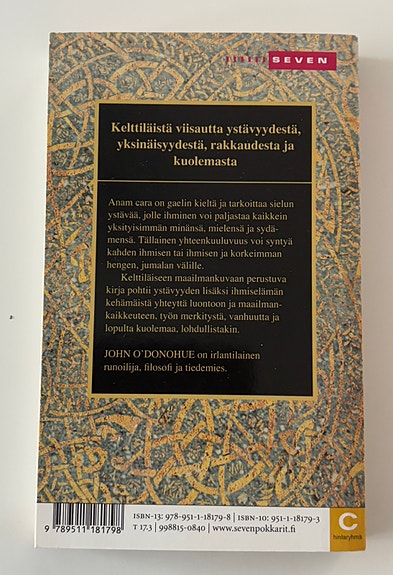 SEVEN
Kelttiläistä viisautta ystävyydestä,
yksinäisyydestä, rakkaudesta ja
kuolemasta
Anam cara on gaelin kieltä ja tarkoittaa sielun
ystävää, jolle ihminen voi paljastaa kaikkein
yksityisimman minänsä, mielensä ja sydä-
mensä. Tällainen yhteenkuuluvuus voi syntyä
kahden ihmisen tai ihmisen ja korkeimman
hengen, jumalan välille.
Kelttiläiseen maailmankuvaan perustuva
kirja pohtii ystävyyden lisäksi ihmiselämän
kehämäistä yhteyttä luontoon ja maailman-
kaikkeuteen, työn merkitystä, vanhuutta ja
lopulta kuolemaa, lohdullistakin.
JOHN O'DONOHUE on irlantilainen
runoilija, filosofi ja tiedemies.
ISBN-13: 978-951-1-18179-8 | ISBN-10: 951-1-18179-3
T 17.3 | 998815-0840 | www.sevenpokkarit.fi
9 789511 181798
C
hintaryhmä